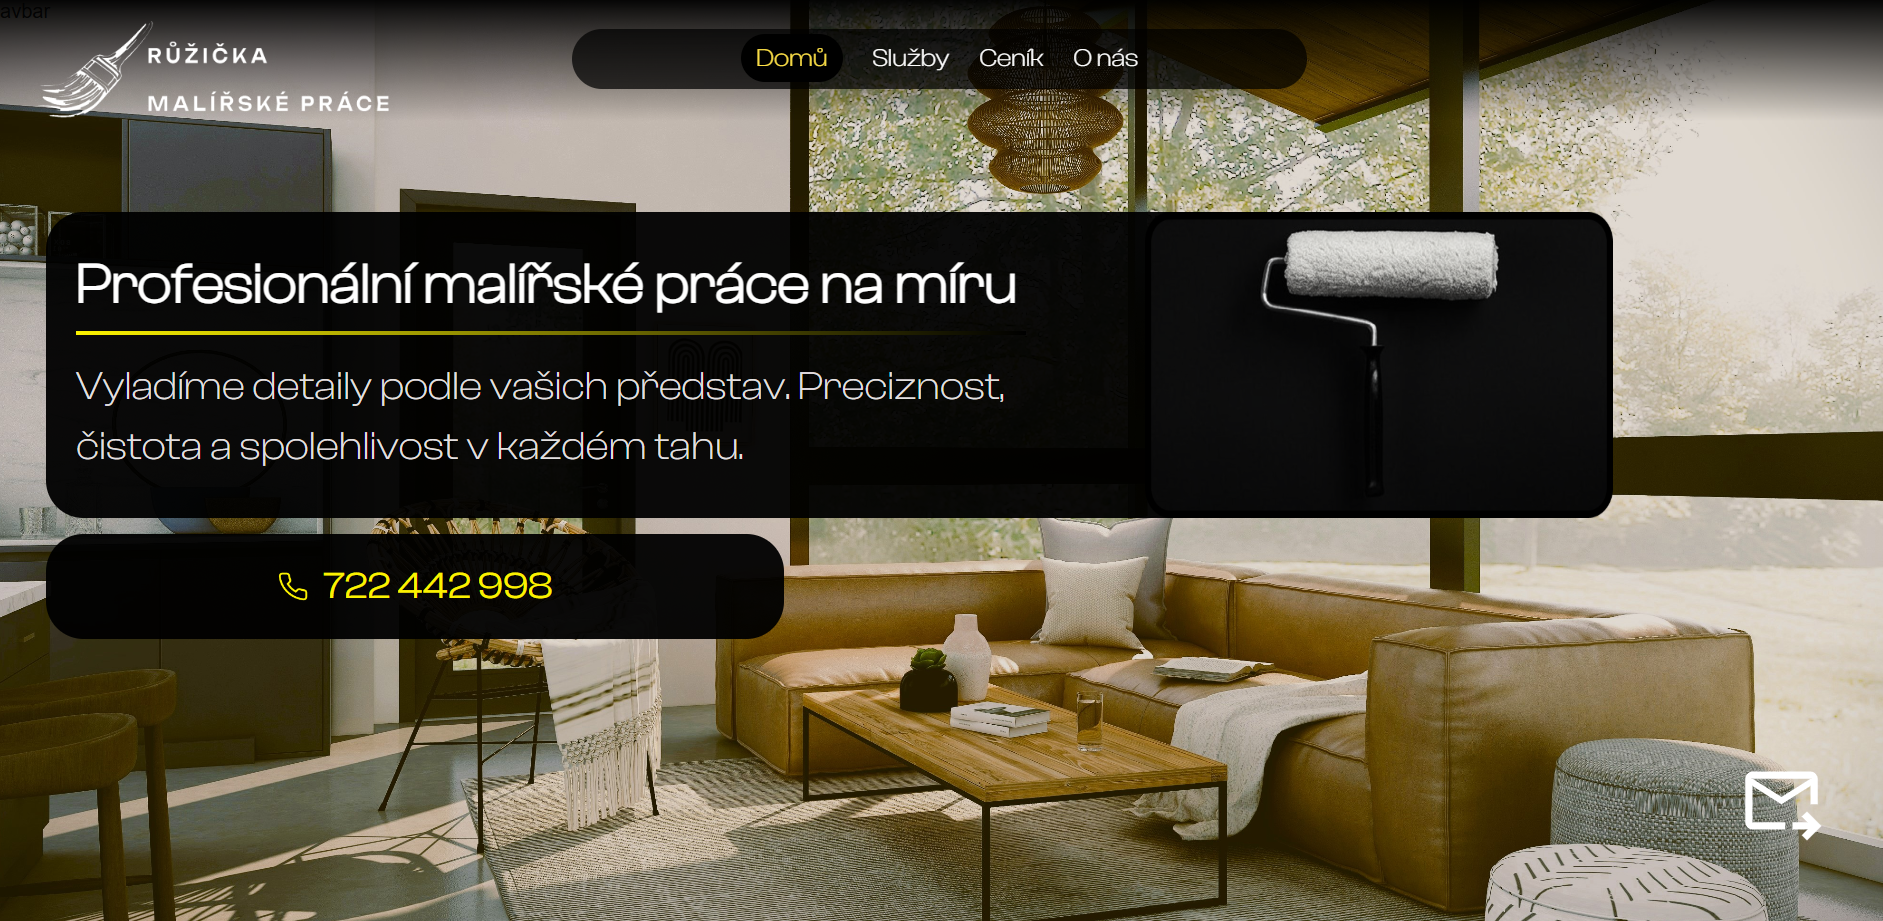 avbar
RŮŽIČKA
MALÍŘSKÉ PRÁCE
Domů Služby Ceník O nás
Profesionální malířské práce na míru
Vyladíme detaily podle vašich představ. Preciznost,
čistota a spolehlivost v každém tahu.
722 442 998